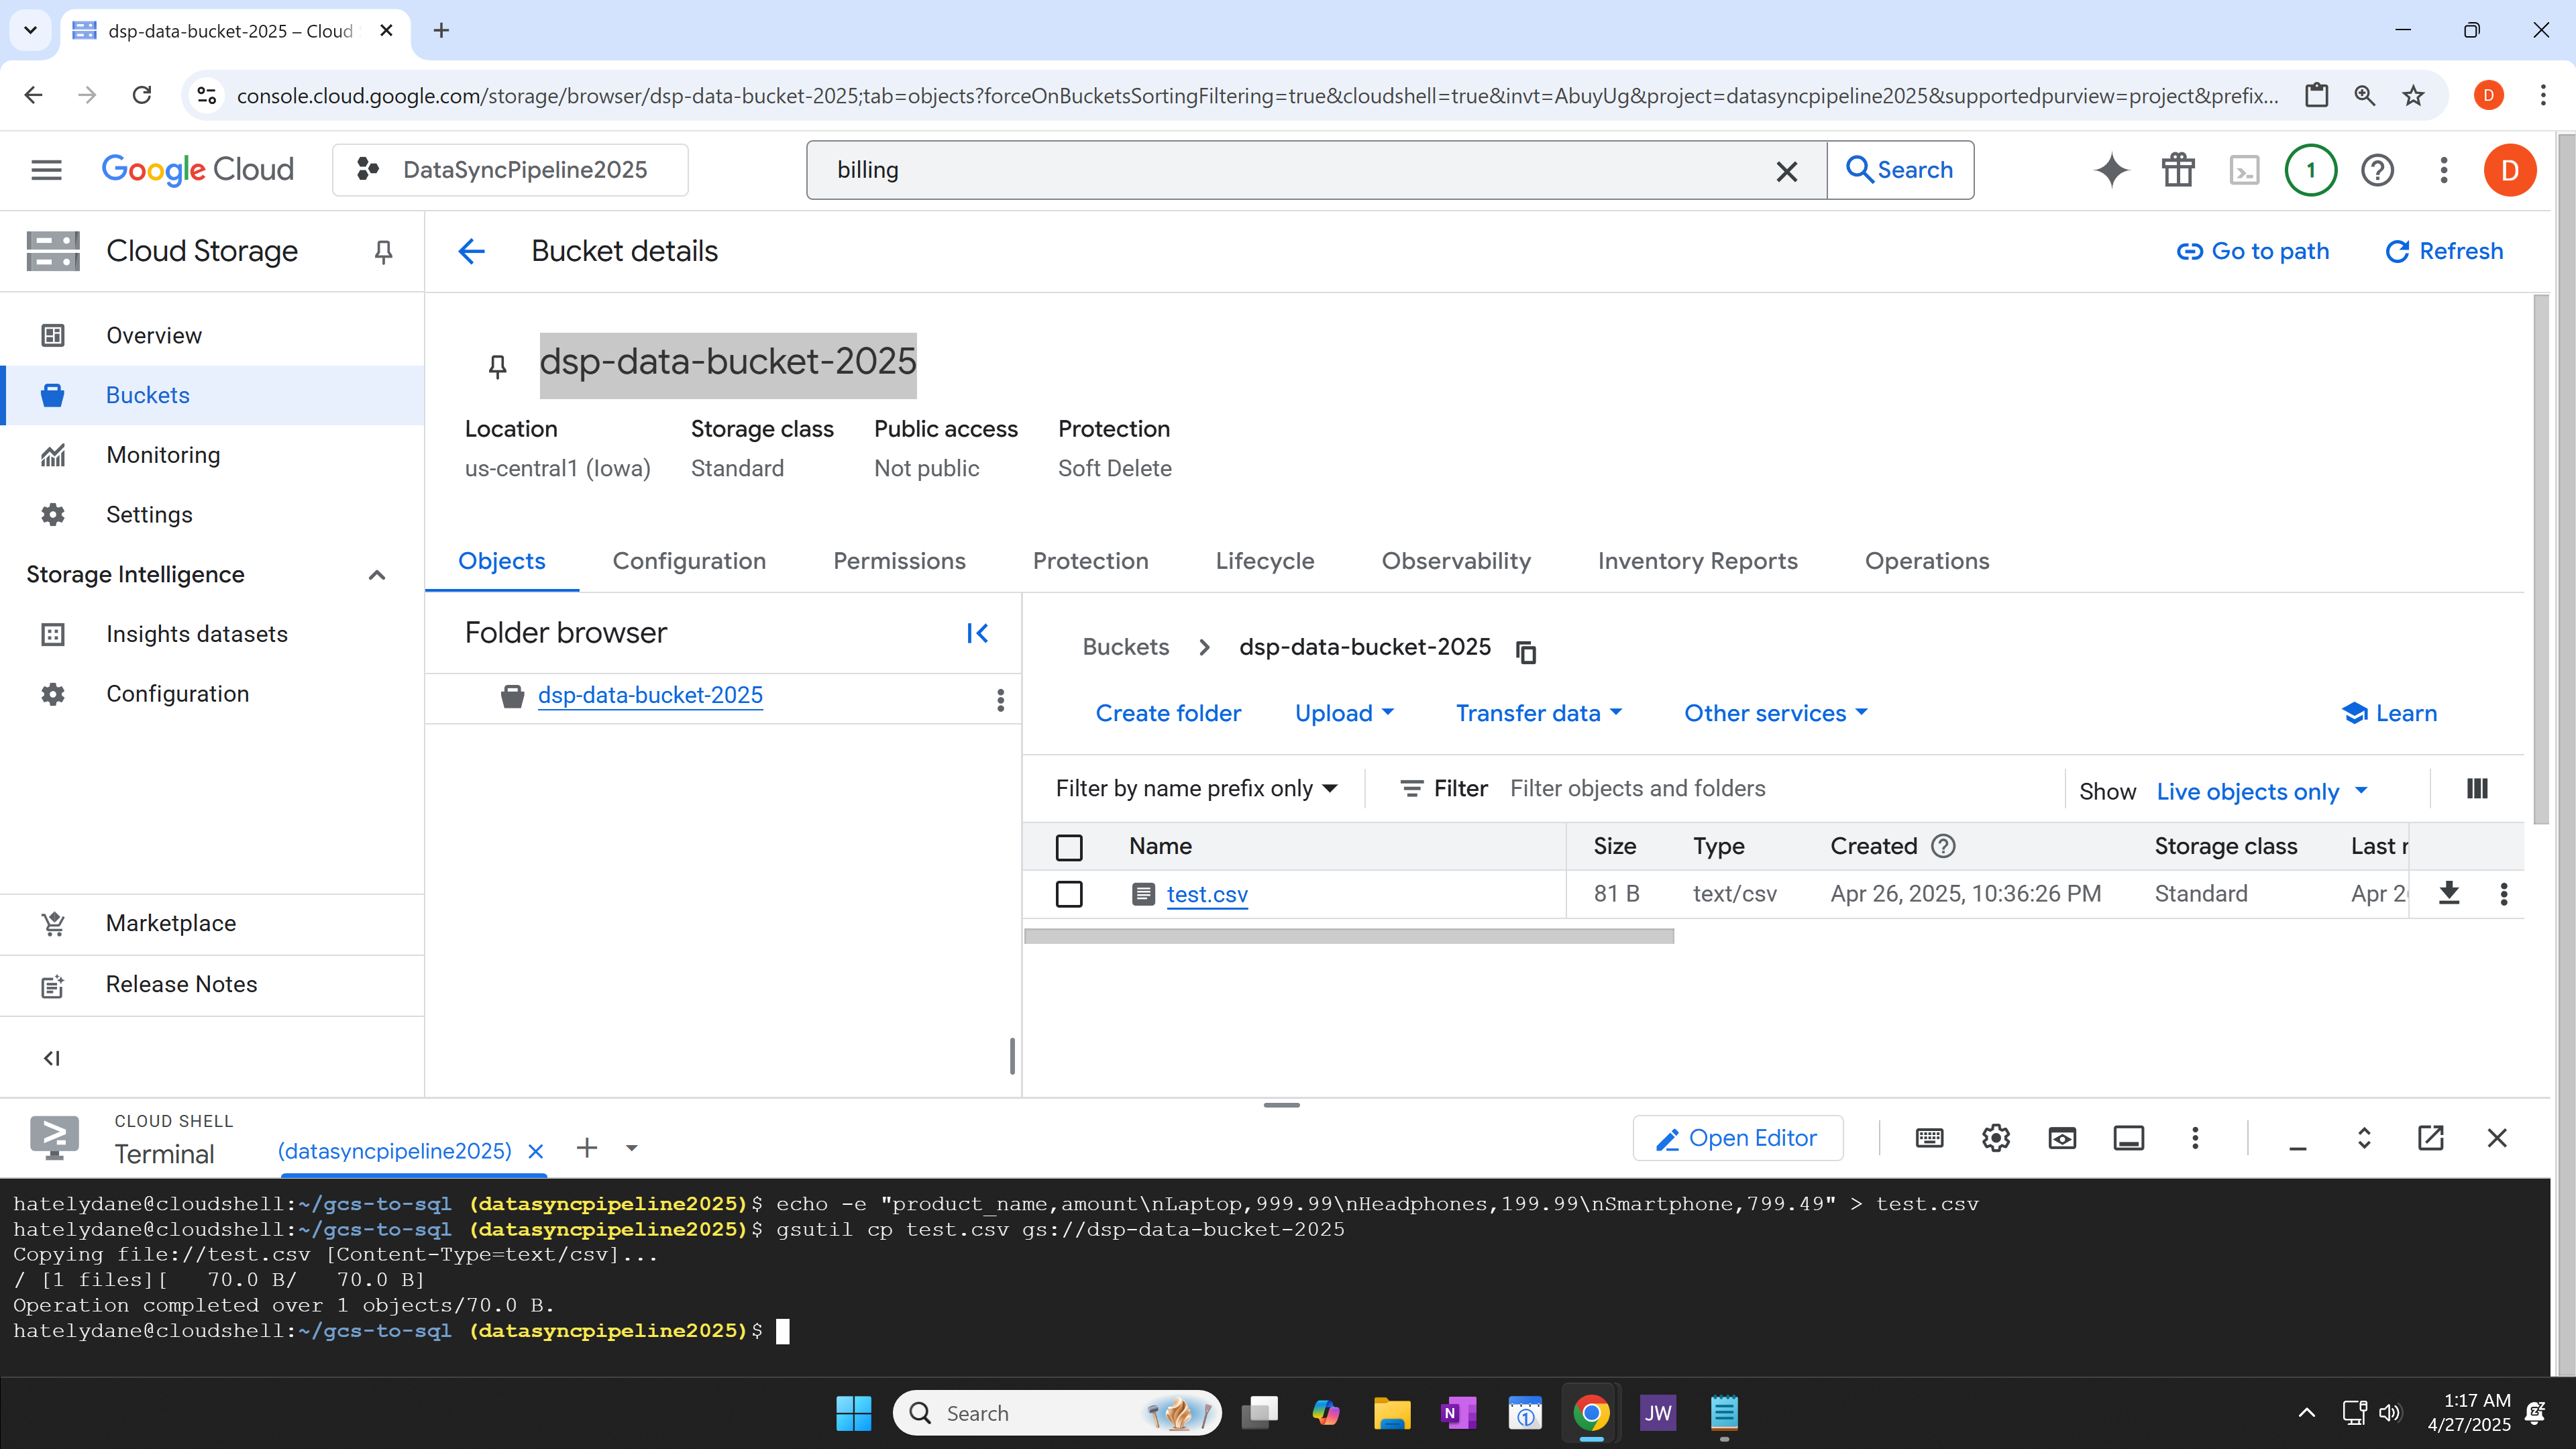 dsp-data-bucket-2025 – Cloud
console.cloud.google.com/storage/browser/dsp-data-bucket-2025;tab=objects?forceOnBucketsSortingFiltering=true&cloudshell=true&invt=AbuyUg&project=datasyncpipeline2025&supportedpurview=project&prefix...
D
Google Cloud
DataSyncPipeline2025
billing
Search
1
D
Cloud Storage
Bucket details
Go to path
Refresh
Overview
Buckets
Monitoring
Settings
Storage Intelligence
Insights datasets
Configuration
Marketplace
Release Notes
dsp-data-bucket-2025
Location Storage class Public access Protection
us-central1 (Iowa) Standard Not public Soft Delete
Objects Configuration Permissions Protection Lifecycle Observability Inventory Reports Operations
Folder browser
dsp-data-bucket-2025
Buckets dsp-data-bucket-2025
Create folder Upload Transfer data Other services Learn
Filter by name prefix only Filter Filter objects and folders Show Live objects only
Name Size Type Created Storage class Last
test.csv 81 B text/csv Apr 26, 2025, 10:36:26 PM Standard Apr 2
CLOUD SHELL
Terminal (datasyncpipeline2025)
Open Editor
hatelydane@cloudshell:~/gcs-to-sql (datasyncpipeline2025)$ echo -e "product_name,amount\nLaptop,999.99\nHeadphones,199.99\nSmartphone,799.49" > test.csv
hatelydane@cloudshell:~/gcs-to-sql (datasyncpipeline2025)$ gsutil cp test.csv gs://dsp-data-bucket-2025
Copying file://test.csv [Content-Type=text/csv]...
/ [1 files][   70.0 B/   70.0 B]
Operation completed over 1 objects/70.0 B.
hatelydane@cloudshell:~/gcs-to-sql (datasyncpipeline2025)$
Search
N
1
JW
1:17 AM
4/27/2025